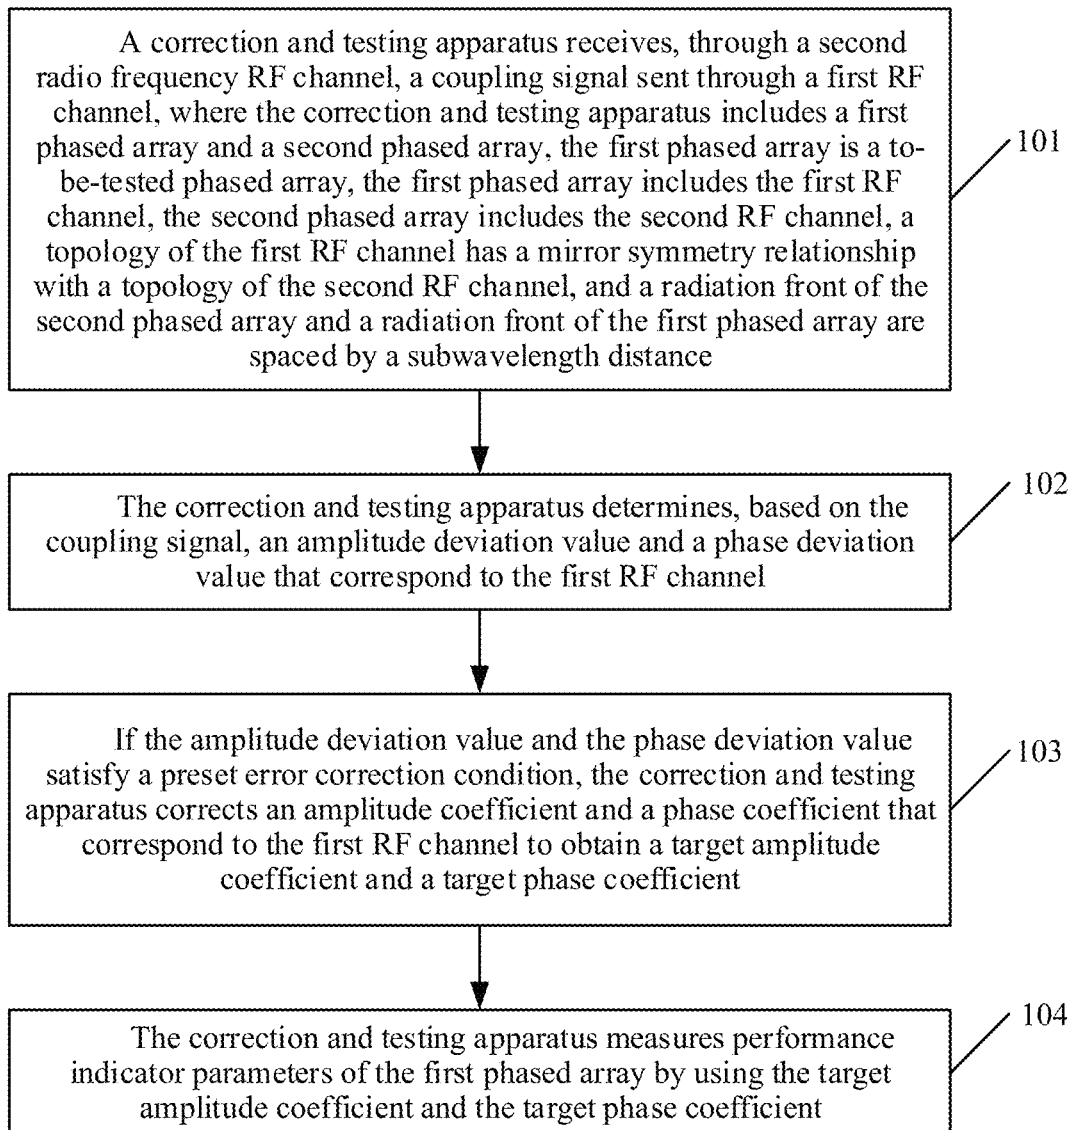 A correction and testing apparatus receives, through a second
radio frequency RF channel, a coupling signal sent through a first RF
channel, where the correction and testing apparatus includes a first
phased array and a second phased array, the first phased array is a to-
be-tested phased array, the first phased array includes the first RF
channel, the second phased array includes the second RF channel, a
topology of the first RF channel has a mirror symmetry relationship
with a topology of the second RF channel, and a radiation front of the
second phased array and a radiation front of the first phased array are
spaced by a subwavelength distance
101
The correction and testing apparatus determines, based on the
coupling signal, an amplitude deviation value and a phase deviation
value that correspond to the first RF channel
102
If the amplitude deviation value and the phase deviation value
satisfy a preset error correction condition, the correction and testing
apparatus corrects an amplitude coefficient and a phase coefficient that
correspond to the first RF channel to obtain a target amplitude
coefficient and a target phase coefficient
103
The correction and testing apparatus measures performance
indicator parameters of the first phased array by using the target
amplitude coefficient and the target phase coefficient
104